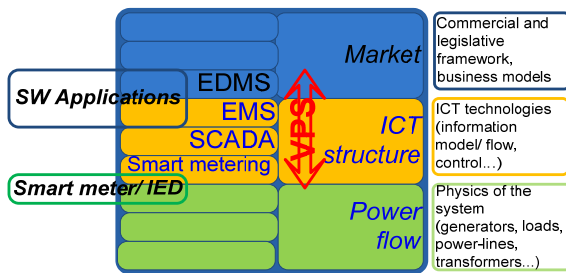 SW Applications
Smart meter/ IED
EDMS
EMS
SCADA
Smart metering
VPS
Market
ICT
structure
Power
flow
Commercial and
legislative
framework,
business models
ICT technologies
(information
model/ flow,
control...)
Physics of the
system
(generators, loads,
power-lines,
transformers...)